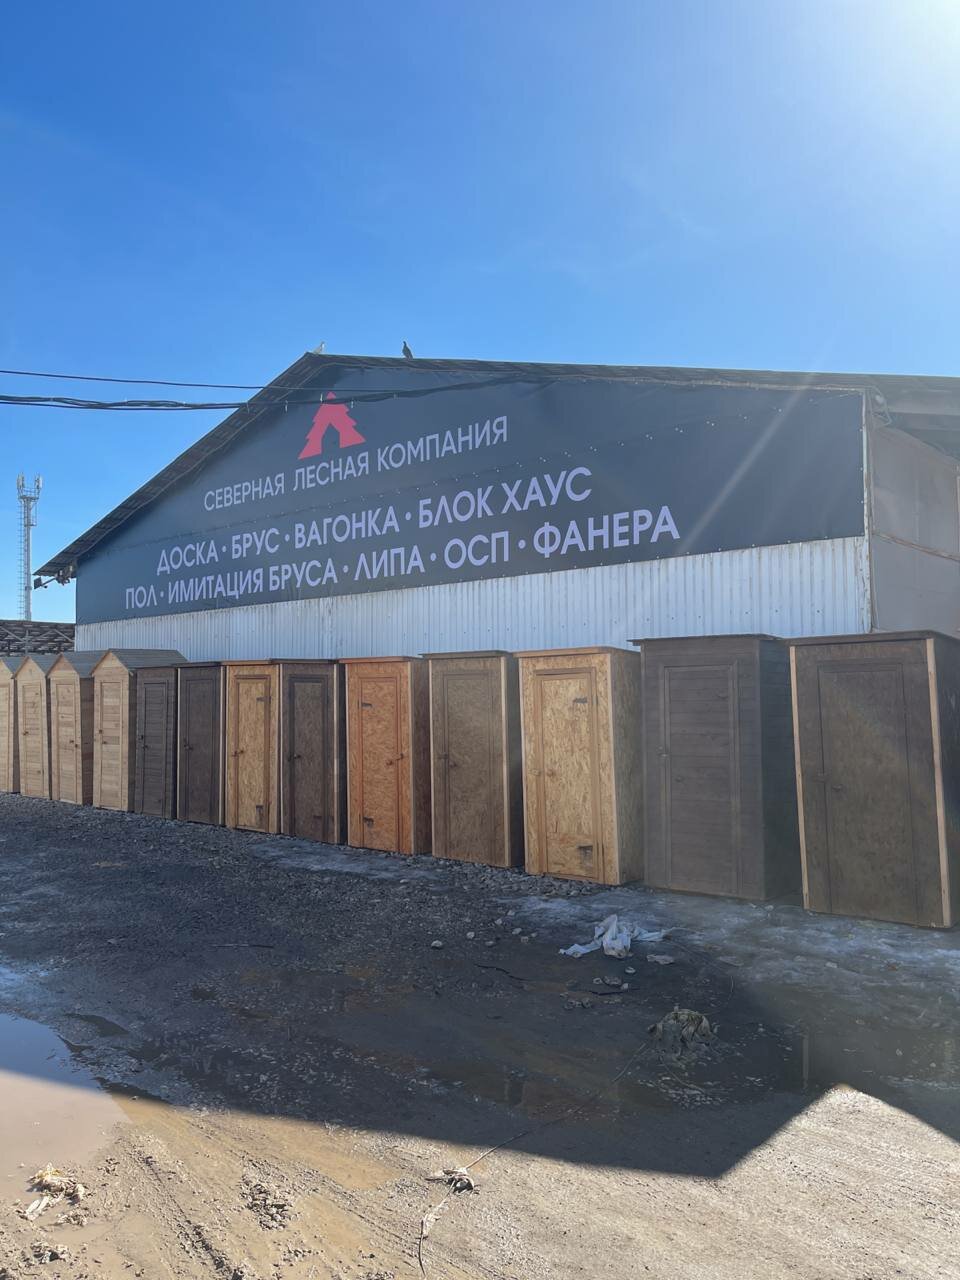 СЕВЕРНАЯ ЛЕСНАЯ КОМПАНИЯ
ДОСКА · БРУС · ВАГОНКА · БЛОК ХАУС
ПОЛ · ИМИТАЦИЯ БРУСА · ЛИПА · ОСП · ФАНЕРА